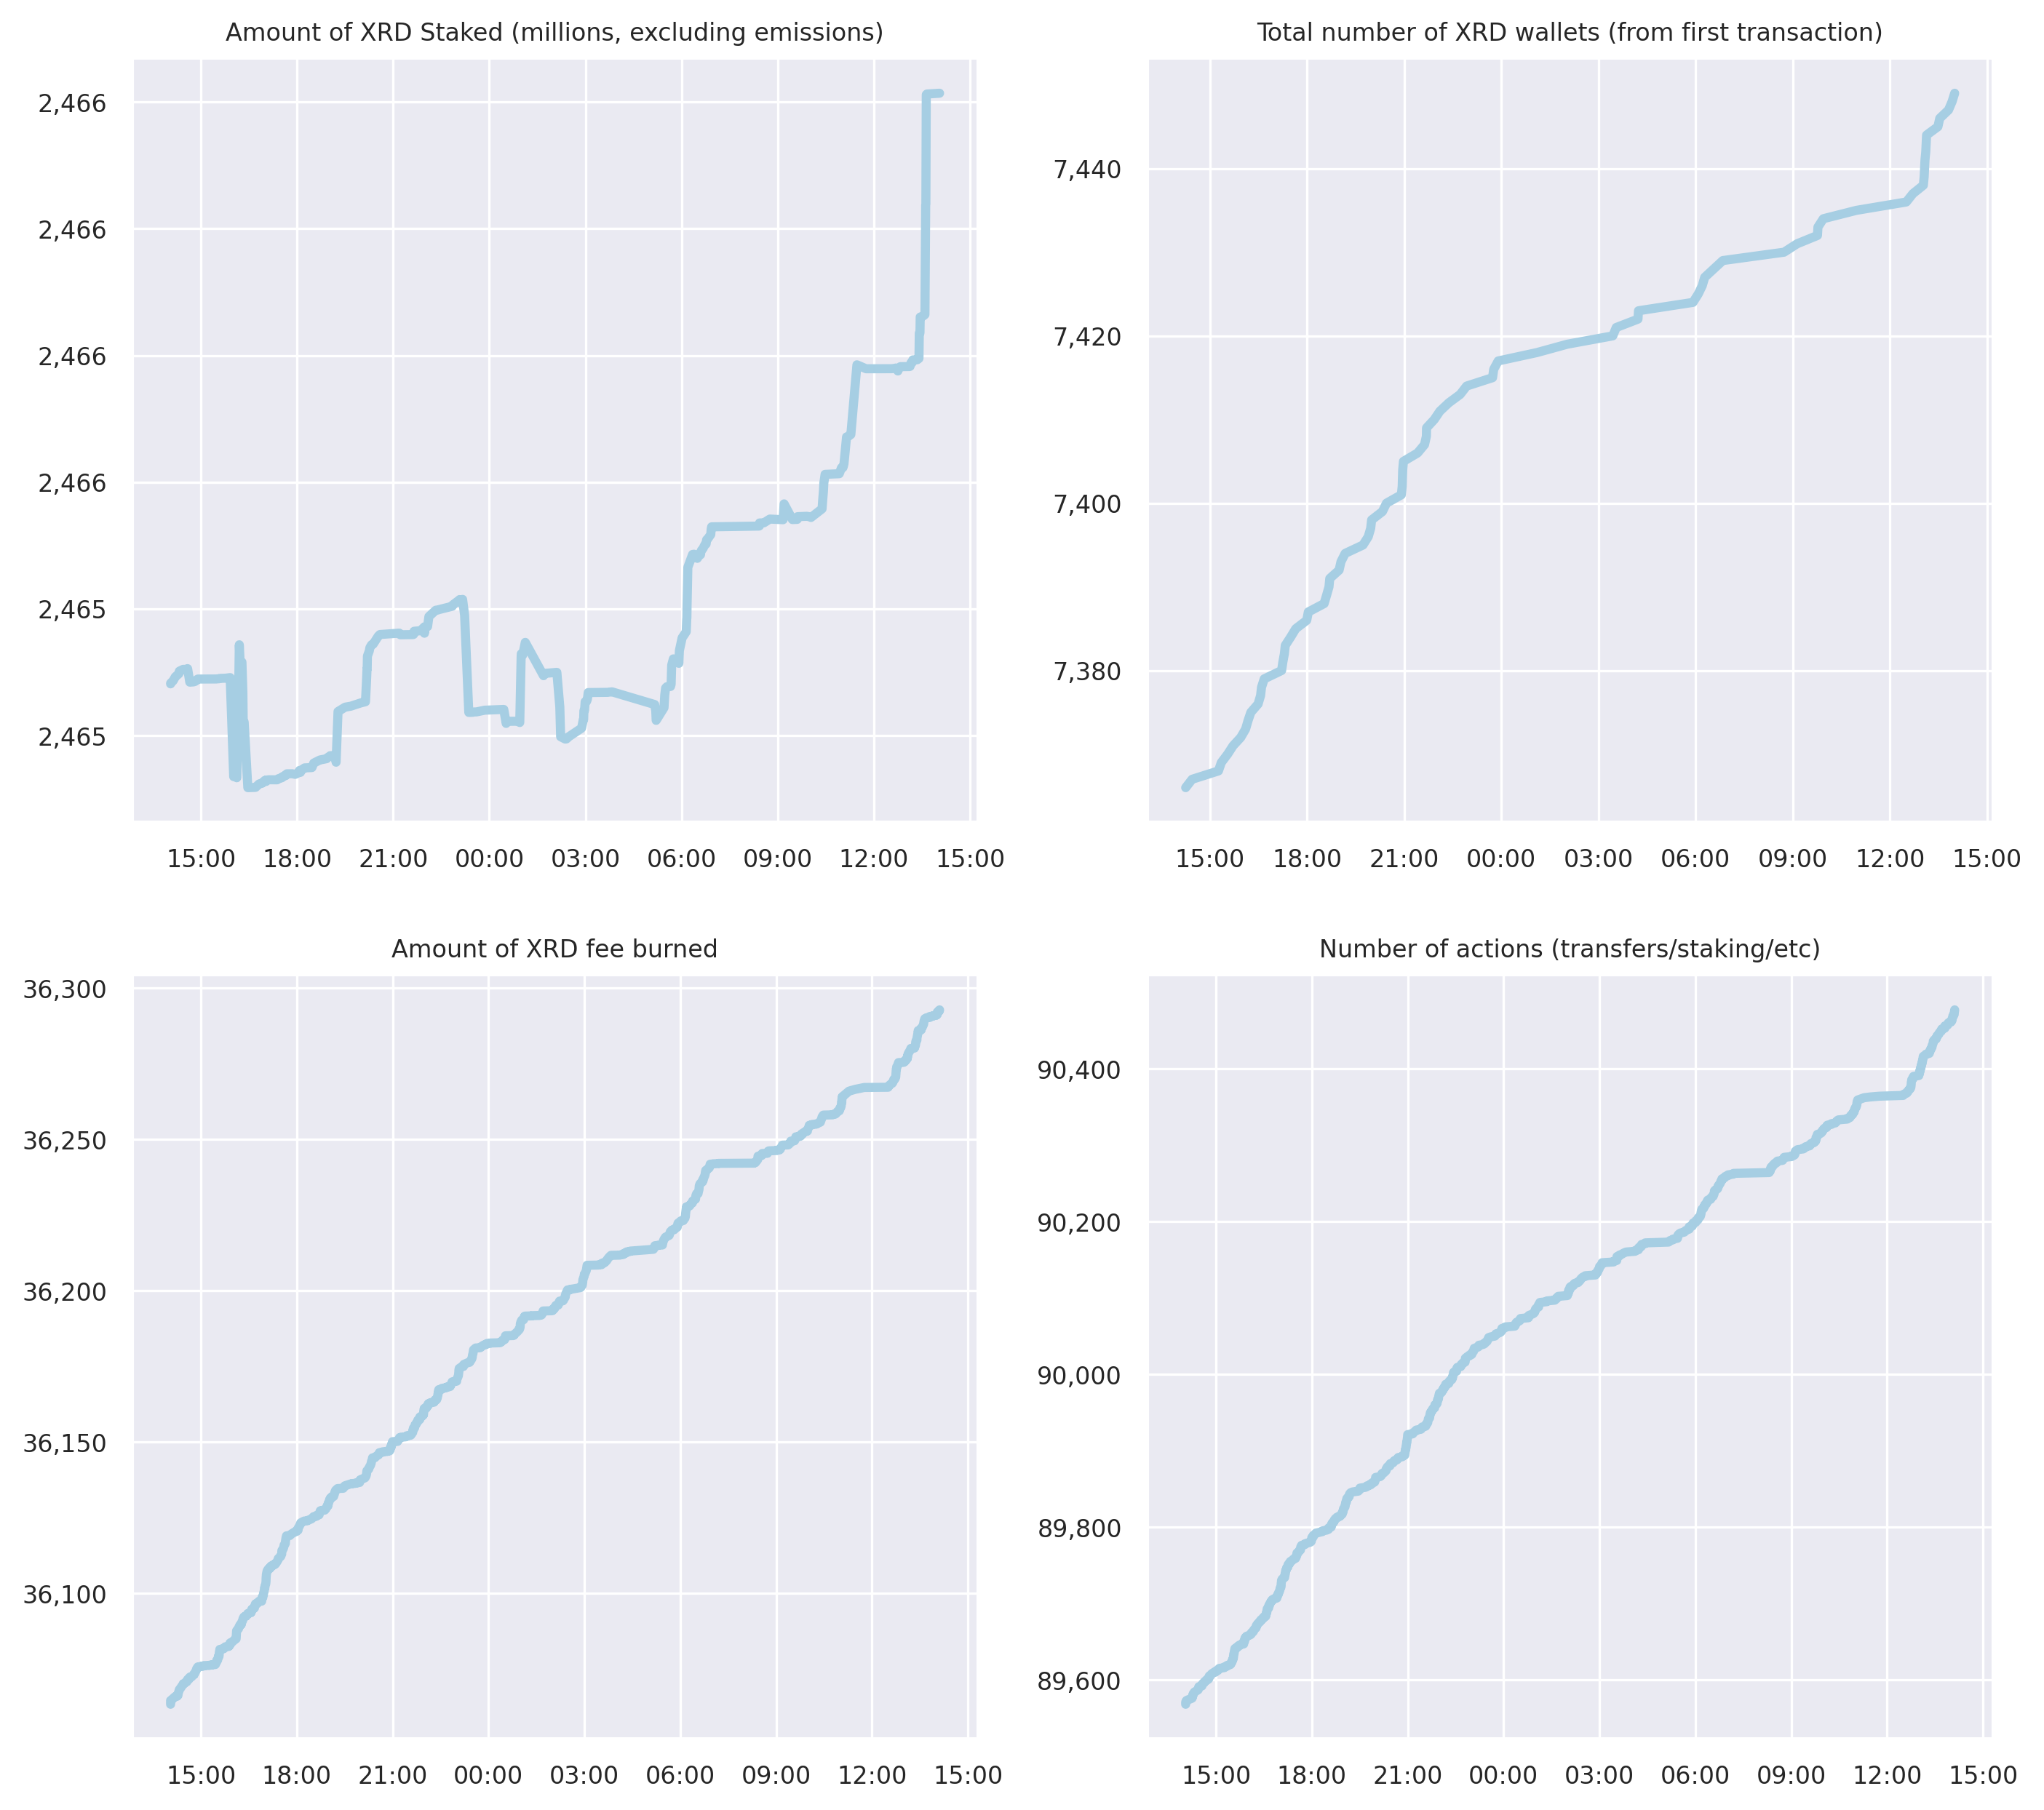 Amount of XRD Staked (millions, excluding emissions)
2,466
2,466
2,466
2,466
2,465
2,465
15:00 18:00 21:00 00:00 03:00 06:00 09:00 12:00 15:00
Total number of XRD wallets (from first transaction)
7,440
7,420
7,400
7,380
15:00 18:00 21:00 00:00 03:00 06:00 09:00 12:00 15:00
Amount of XRD fee burned
36,300
36,250
36,200
36,150
36,100
15:00 18:00 21:00 00:00 03:00 06:00 09:00 12:00 15:00
Number of actions (transfers/staking/etc)
90,400
90,200
90,000
89,800
89,600
15:00 18:00 21:00 00:00 03:00 06:00 09:00 12:00 15:00